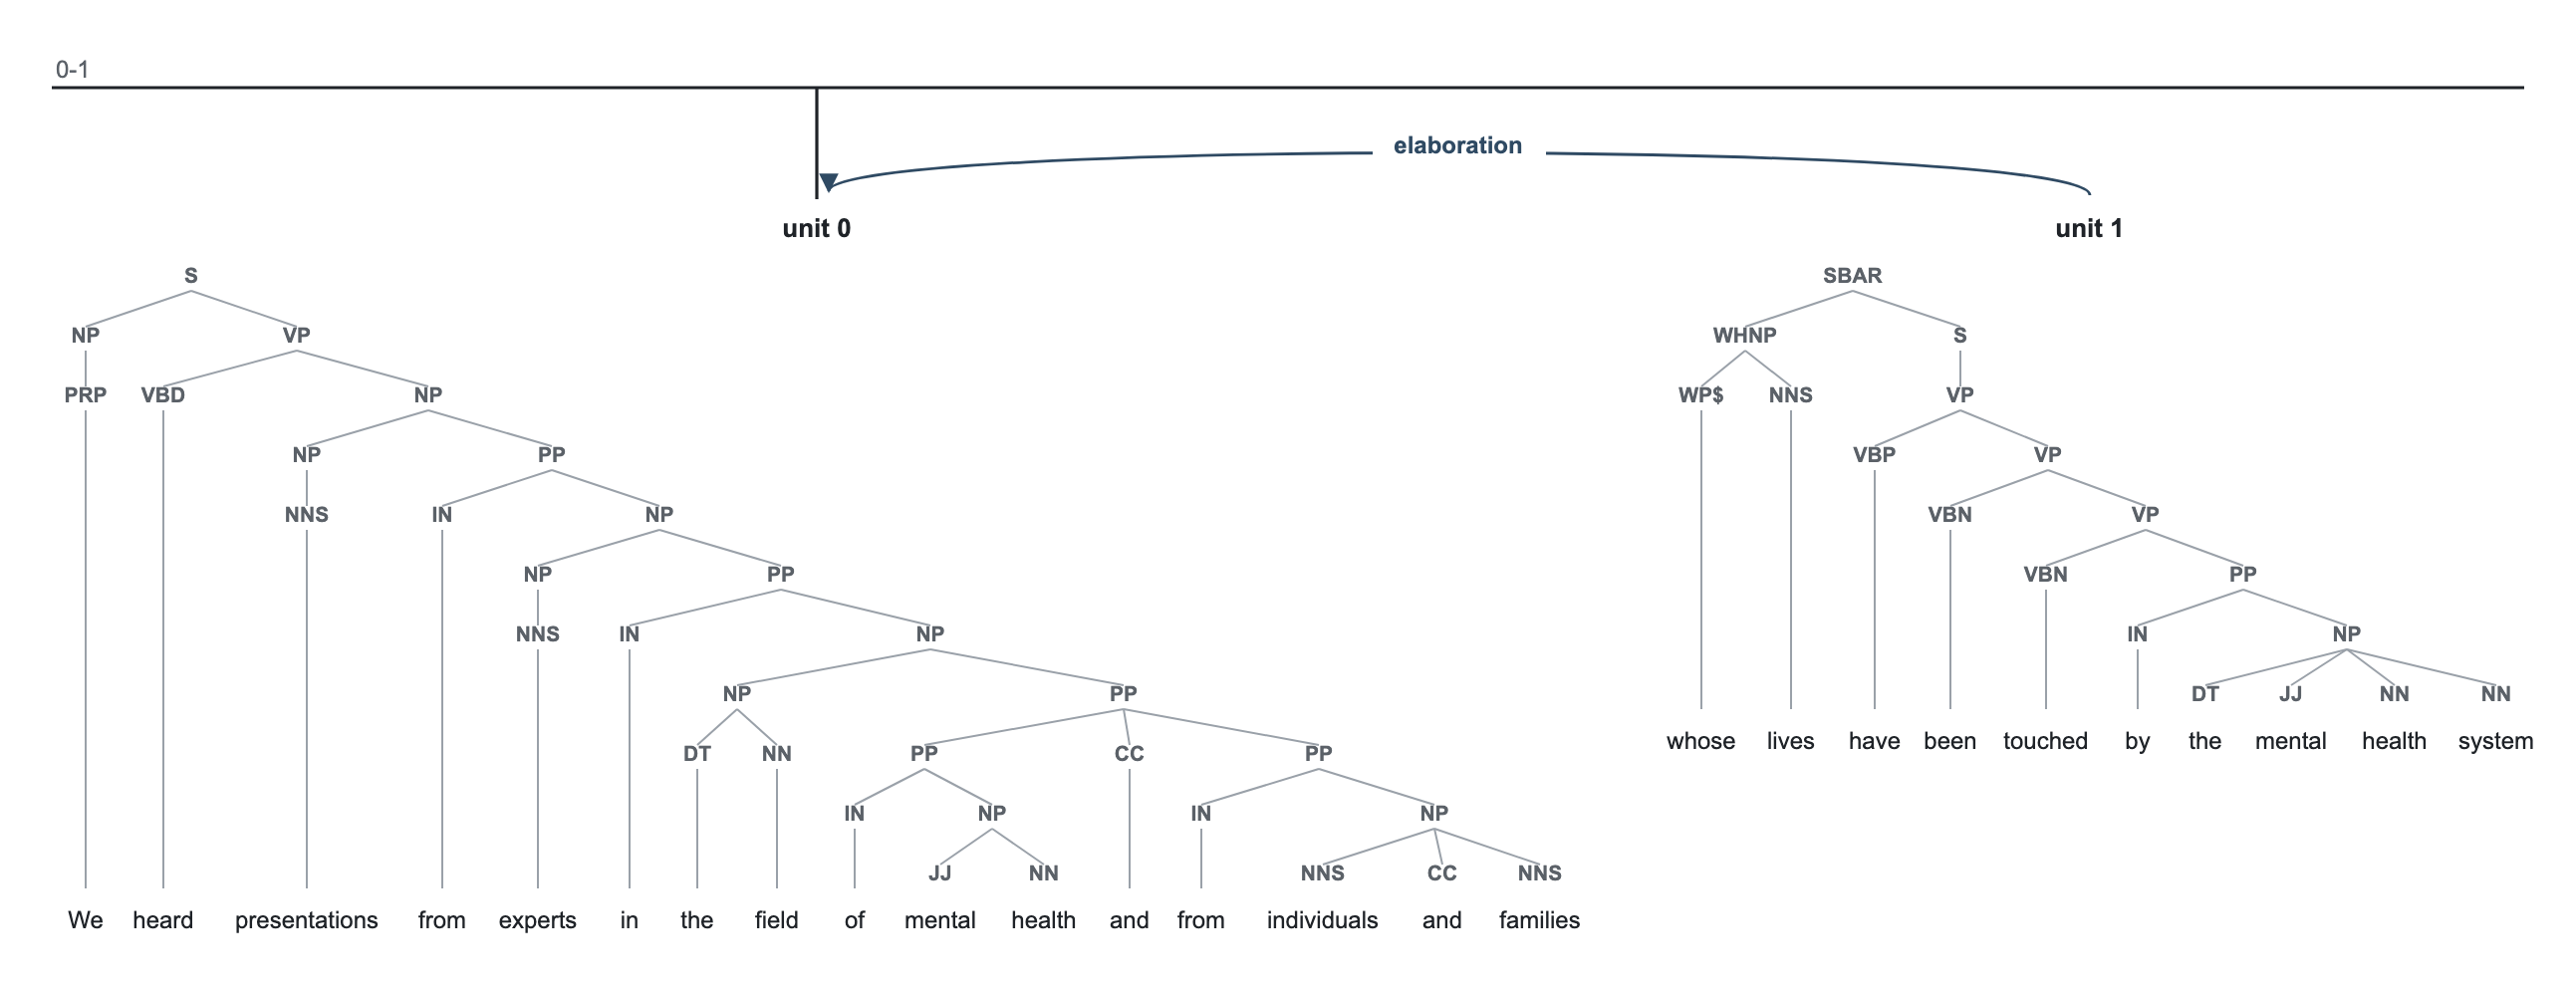 0-1
elaboration
unit 0 unit 1
S SBAR
NP VP WHNP S
PRP VBD NP WP$ NNS VP
NP PP VBP VP
NNS IN NP VBN VP
NP PP VBN PP
NNS IN NP IN NP
NP PP DT JJ NN NN
whose lives have been touched by the mental health system
DT NN PP CC PP
IN NP IN NP
JJ NN NNS CC NNS
We heard presentations from experts in the field of mental health and from individuals and families